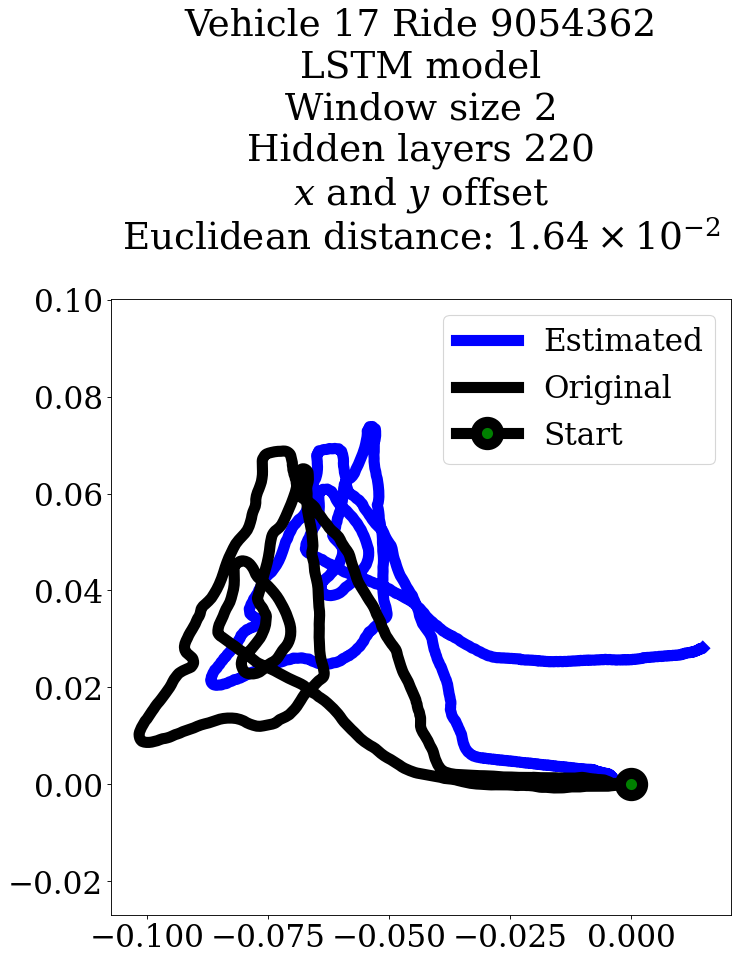 Vehicle 17 Ride 9054362
LSTM model
Window size 2
Hidden layers 220
x and y offset
Euclidean distance: 1.64 × 10⁻²
0.10
Estimated
0.08
Original
Start
0.06
0.04
0.02
0.00
−0.02
−0.100 −0.075 −0.050 −0.025 0.000